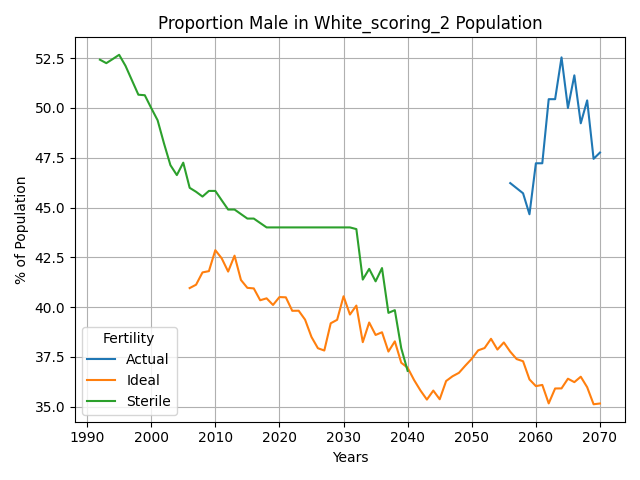 Proportion Male in White_scoring_2 Population
% of Population
52.5
50.0
47.5
45.0
42.5
40.0
37.5
35.0
Fertility
Actual
Ideal
Sterile
1990 2000 2010 2020 2030 2040 2050 2060 2070
Years